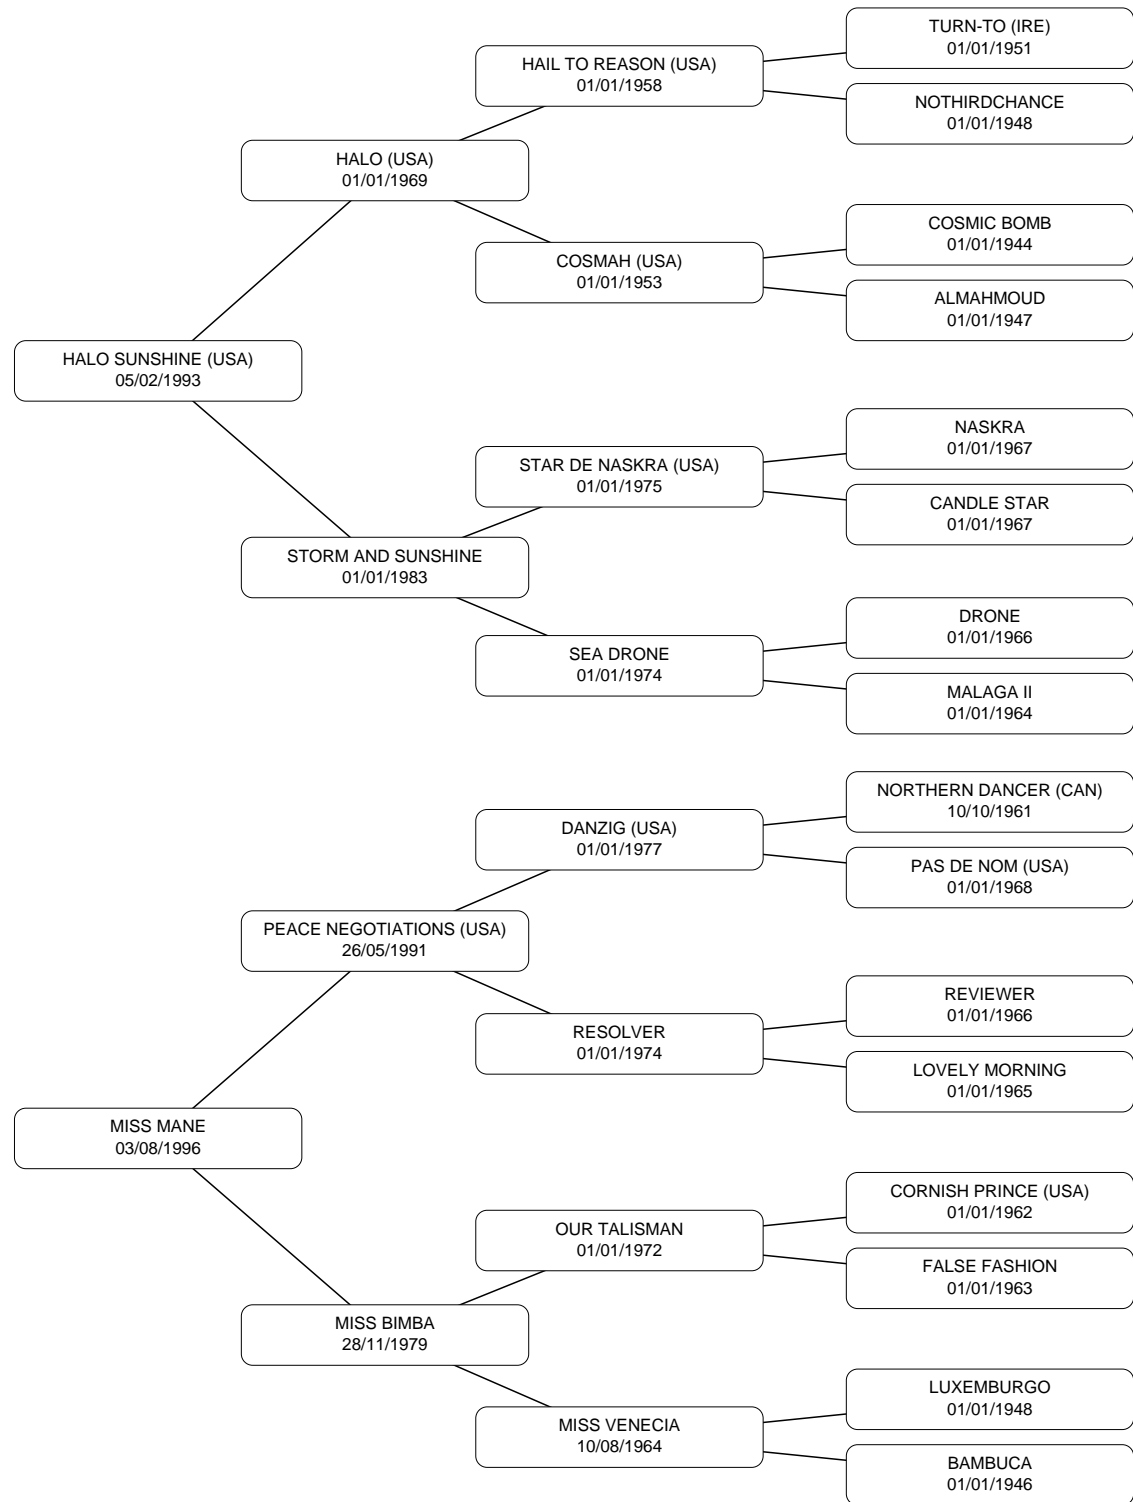 TURN-TO (IRE)
01/01/1951
HAIL TO REASON (USA)
01/01/1958
NOTHIRDCHANCE
01/01/1948
HALO (USA)
01/01/1969
COSMIC BOMB
01/01/1944
COSMAH (USA)
01/01/1953
ALMAHMOUD
01/01/1947
HALO SUNSHINE (USA)
05/02/1993
NASKRA
01/01/1967
STAR DE NASKRA (USA)
01/01/1975
CANDLE STAR
01/01/1967
STORM AND SUNSHINE
01/01/1983
DRONE
01/01/1966
SEA DRONE
01/01/1974
MALAGA II
01/01/1964
NORTHERN DANCER (CAN)
10/10/1961
DANZIG (USA)
01/01/1977
PAS DE NOM (USA)
01/01/1968
PEACE NEGOTIATIONS (USA)
26/05/1991
REVIEWER
01/01/1966
RESOLVER
01/01/1974
LOVELY MORNING
01/01/1965
MISS MANE
03/08/1996
CORNISH PRINCE (USA)
01/01/1962
OUR TALISMAN
01/01/1972
FALSE FASHION
01/01/1963
MISS BIMBA
28/11/1979
LUXEMBURGO
01/01/1948
MISS VENECIA
10/08/1964
BAMBUCA
01/01/1946